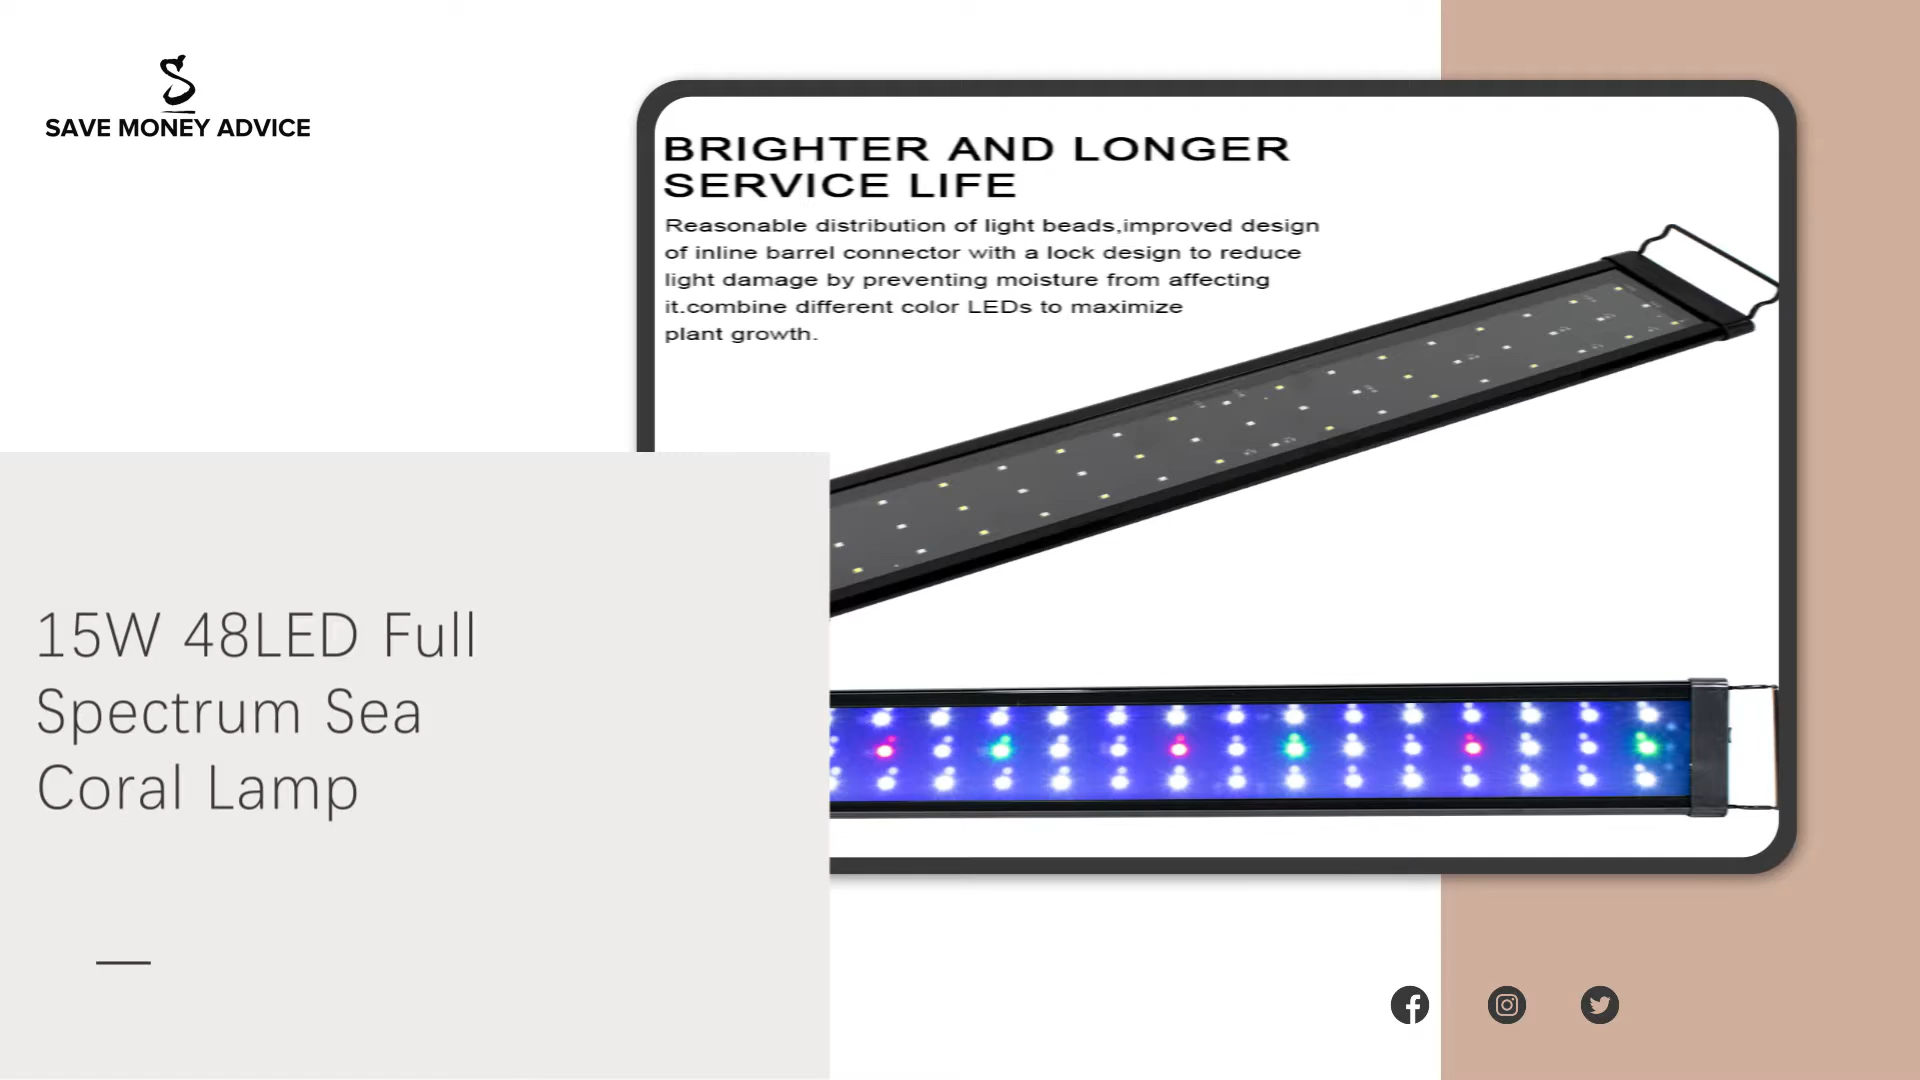 SAVE MONEY ADVICE
BRIGHTER AND LONGER
SERVICE LIFE
Reasonable distribution of light beads,improved design
of inline barrel connector with a lock design to reduce
light damage by preventing moisture from affecting
it.combine different color LEDs to maximize
plant growth.
15W 48LED Full
Spectrum Sea
Coral Lamp